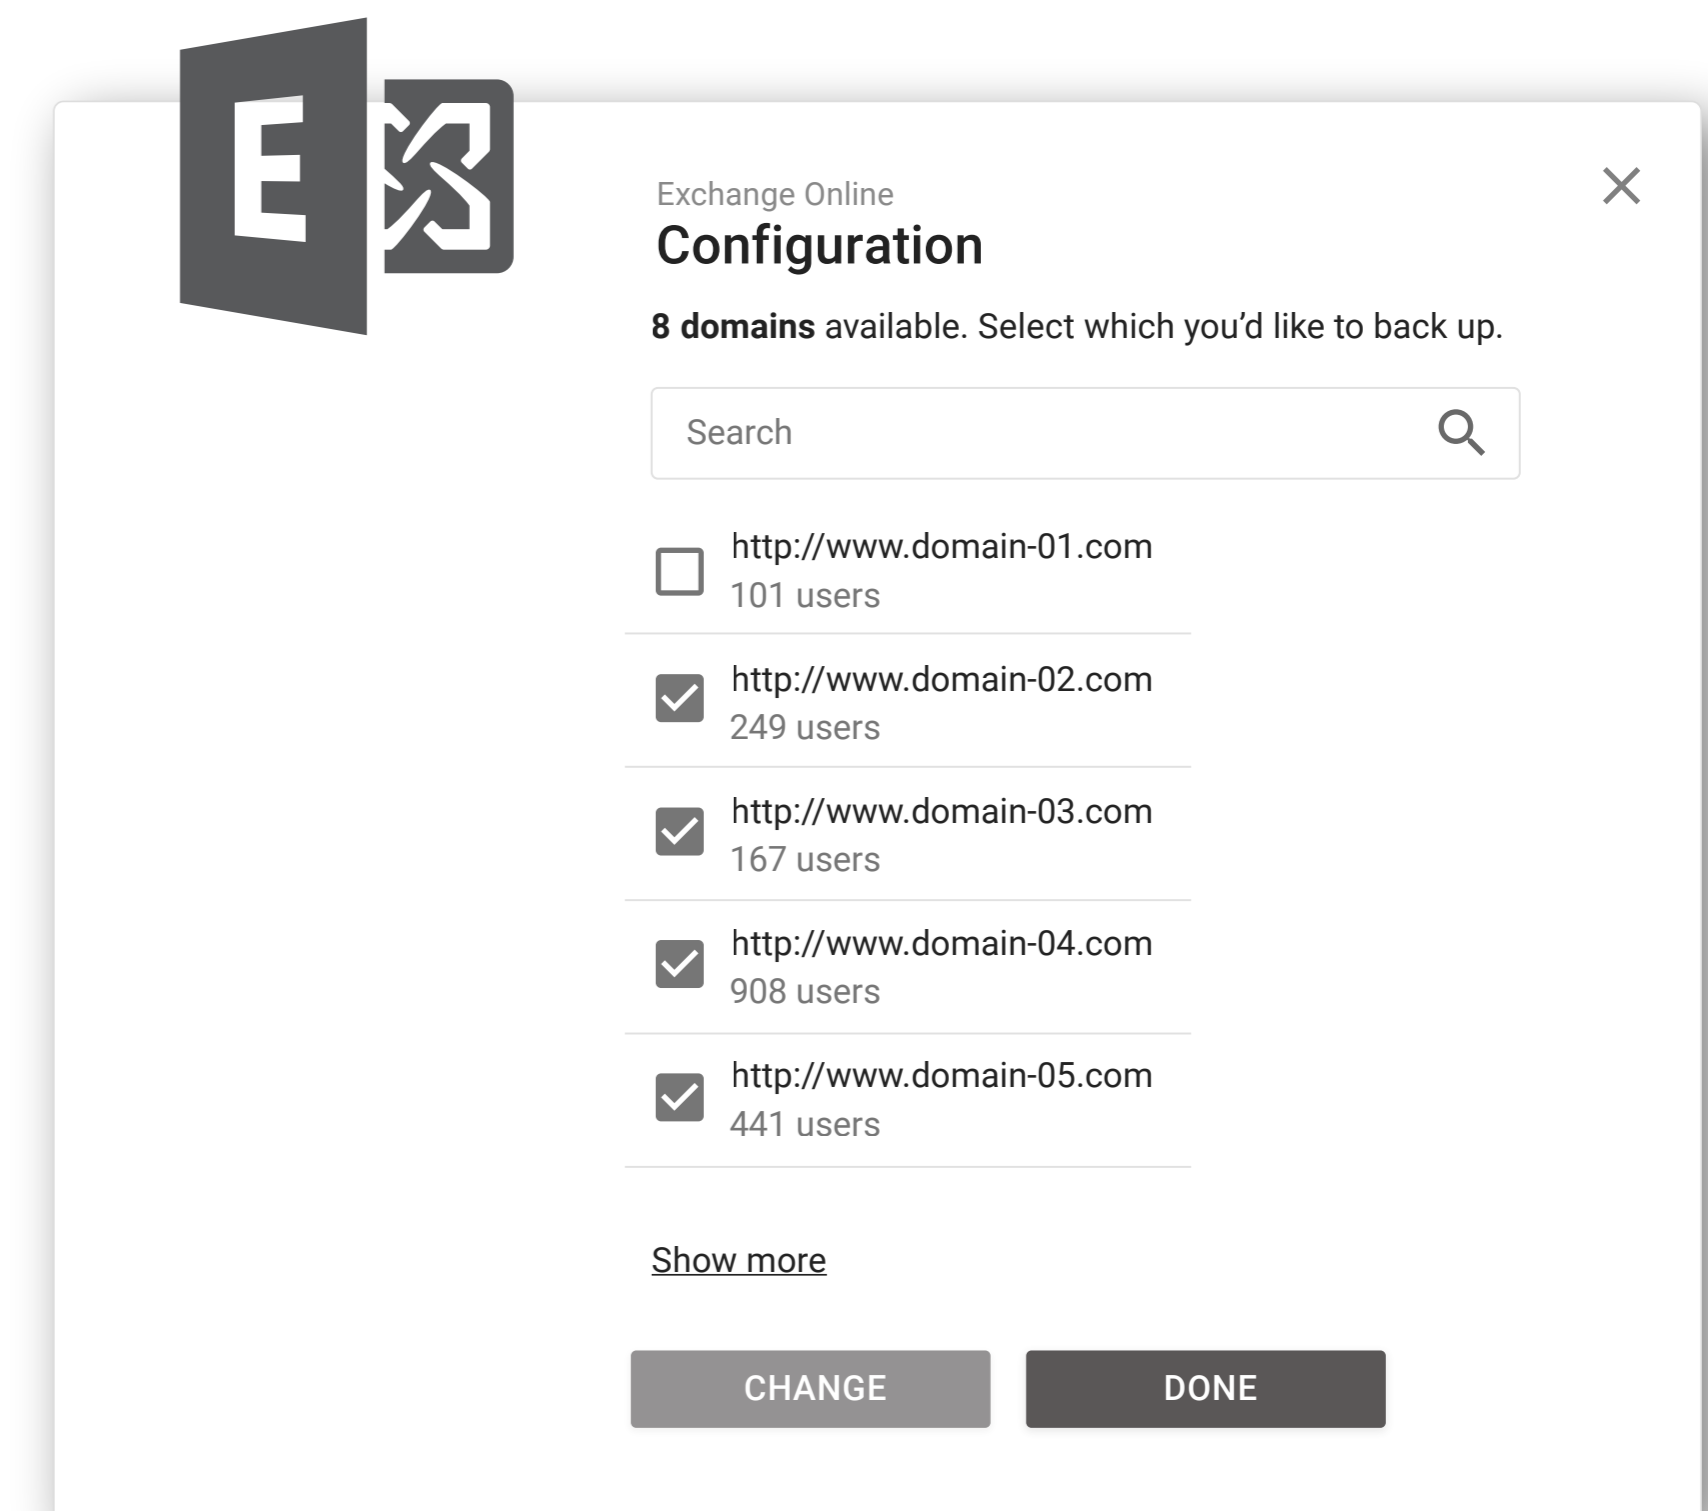 E
Exchange Online
Configuration
8 domains available. Select which you’d like to back up.
Search
http://www.domain-01.com
101 users
http://www.domain-02.com
249 users
http://www.domain-03.com
167 users
http://www.domain-04.com
908 users
http://www.domain-05.com
441 users
Show more
CHANGE
DONE